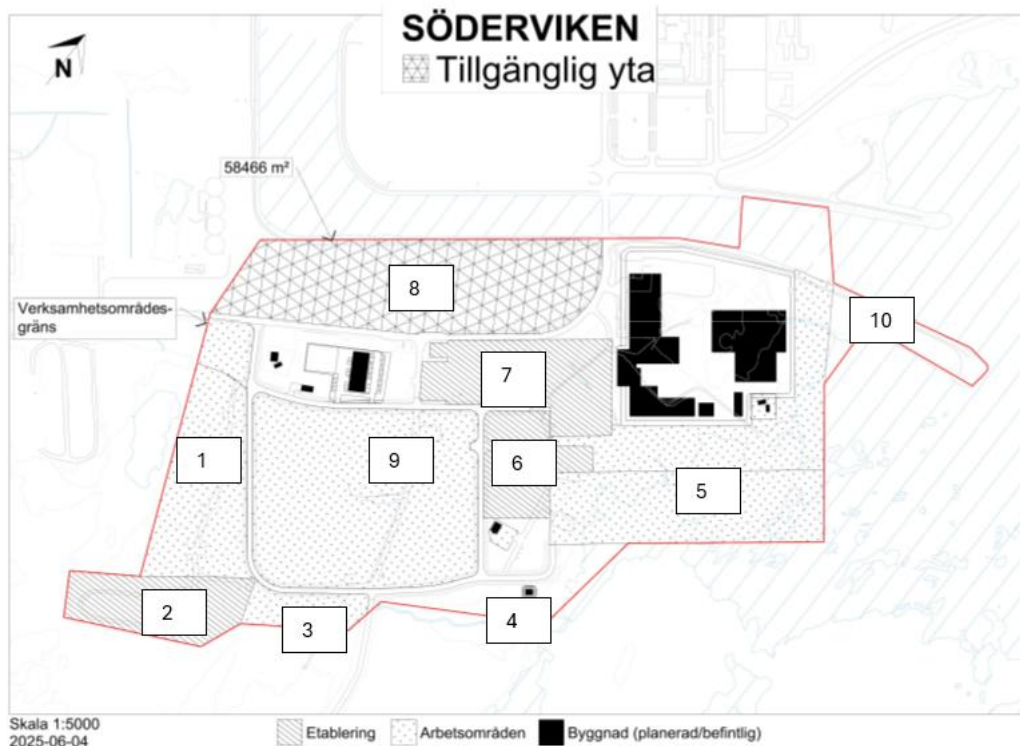 SÖDERVIKEN
Tillgänglig yta
N
58466 m²
Verksamhetsområdes-
gräns
8
10
7
1
9
6
5
2
3
4
Skala 1:5000
2025-06-04
Etablering
Arbetsområden
Byggnad (planerad/befintlig)